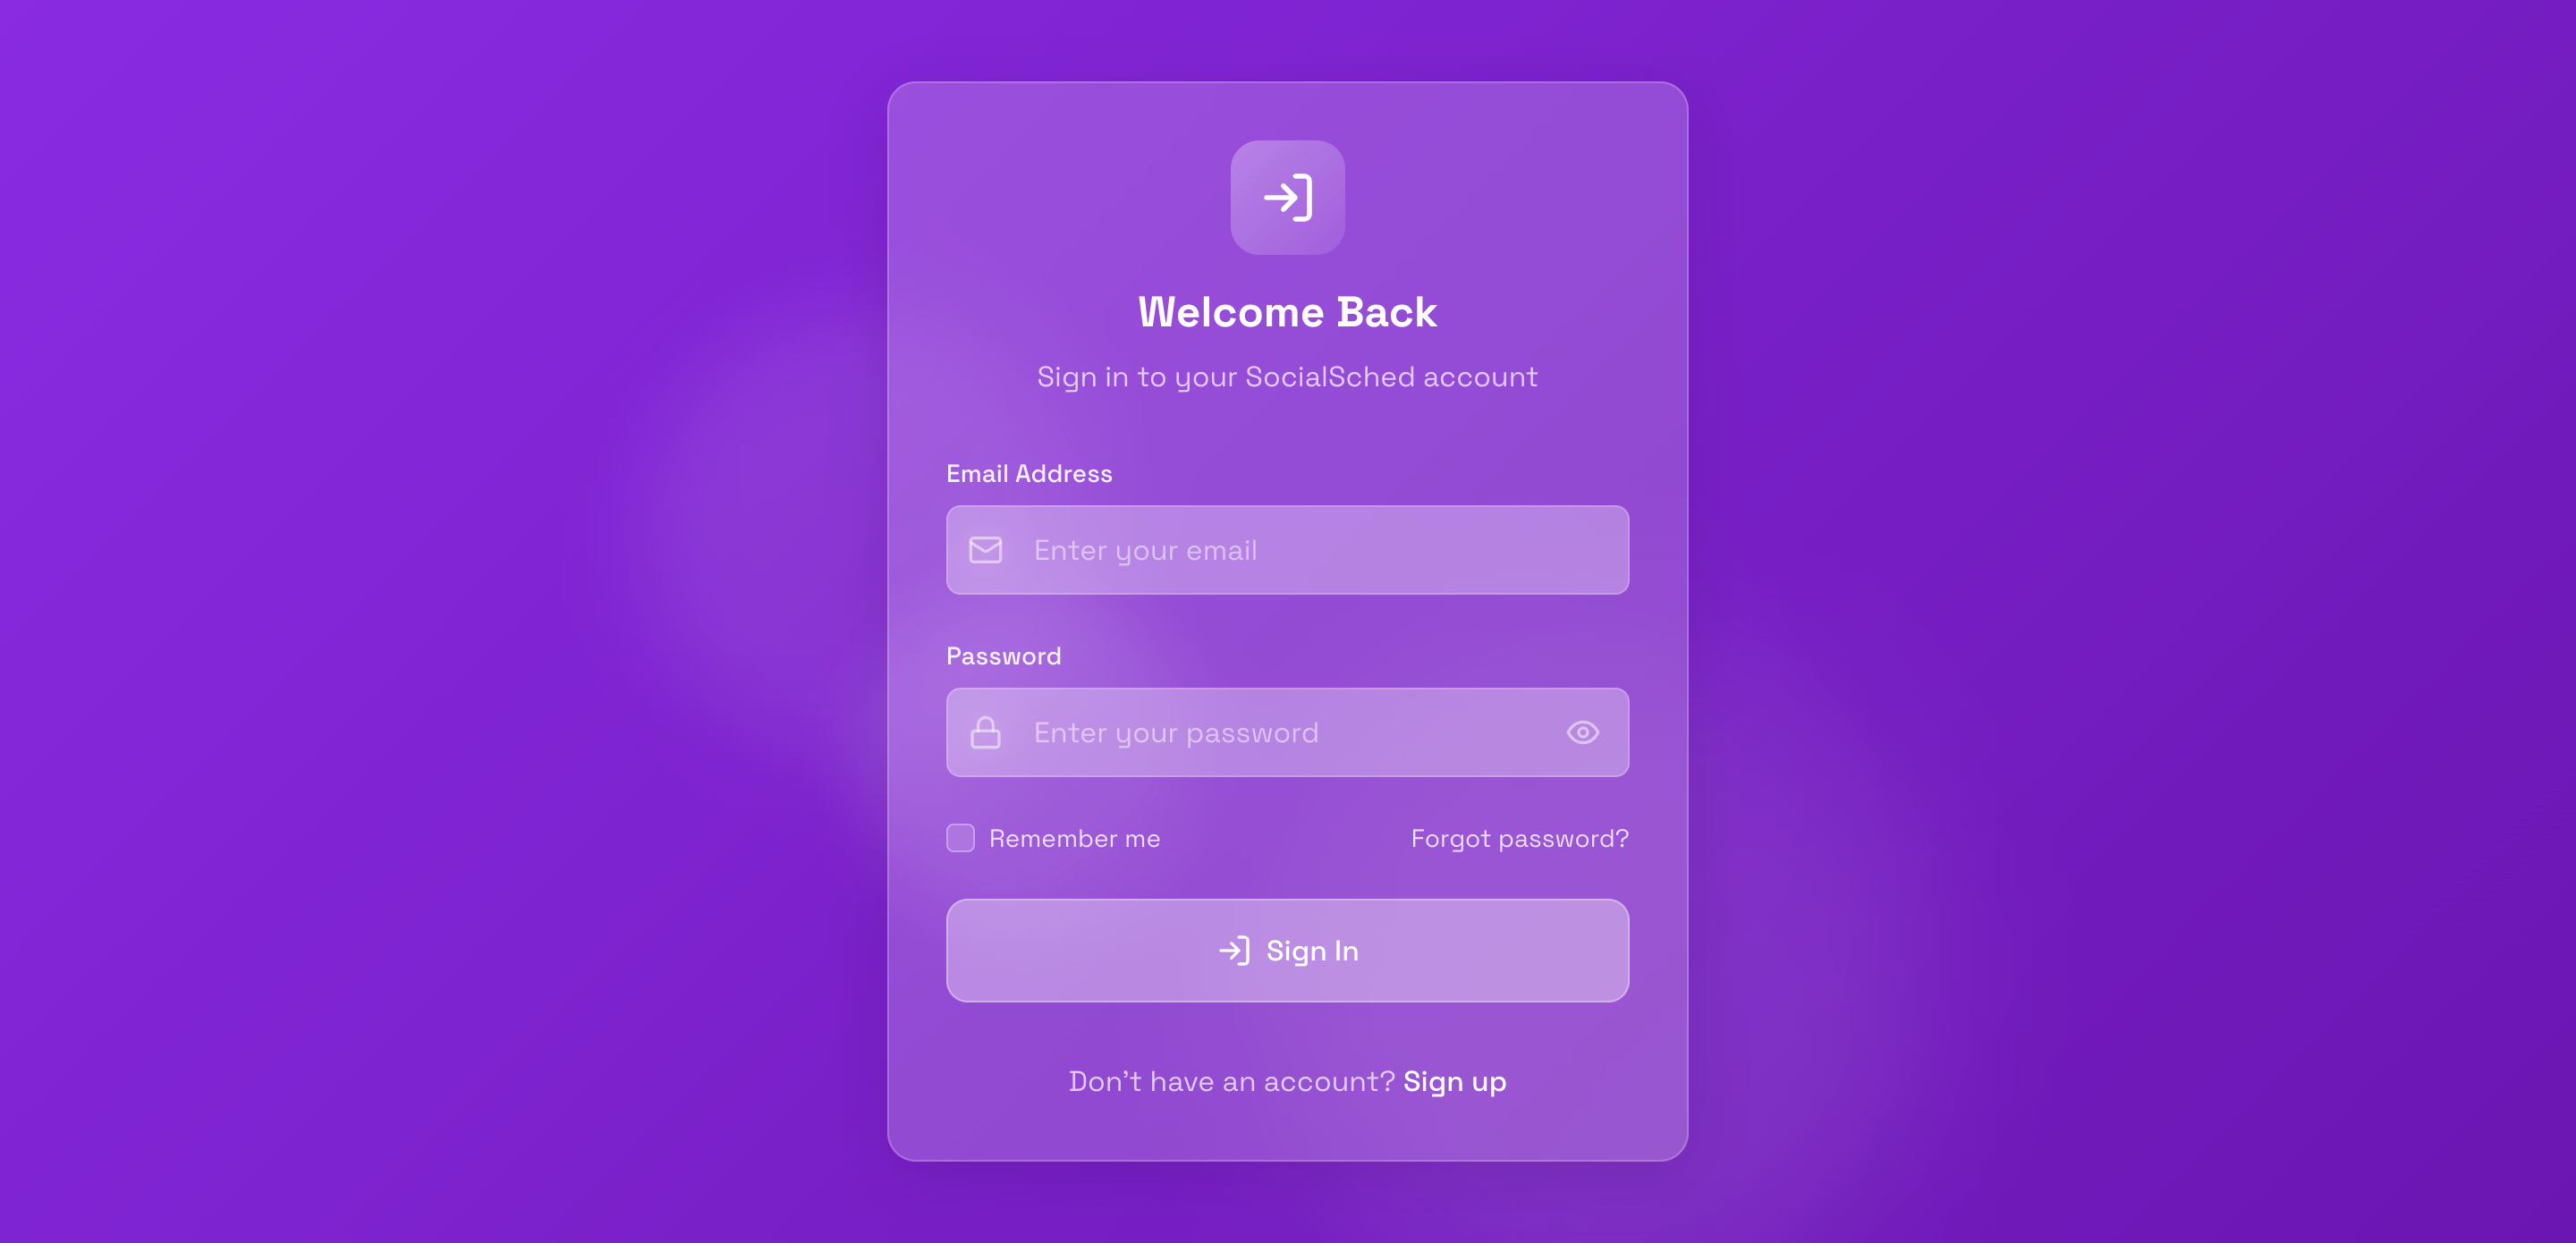 Welcome Back
Sign in to your SocialSched account
Email Address
Enter your email
Password
Enter your password
Remember me
Forgot password?
Sign In
Don't have an account? Sign up